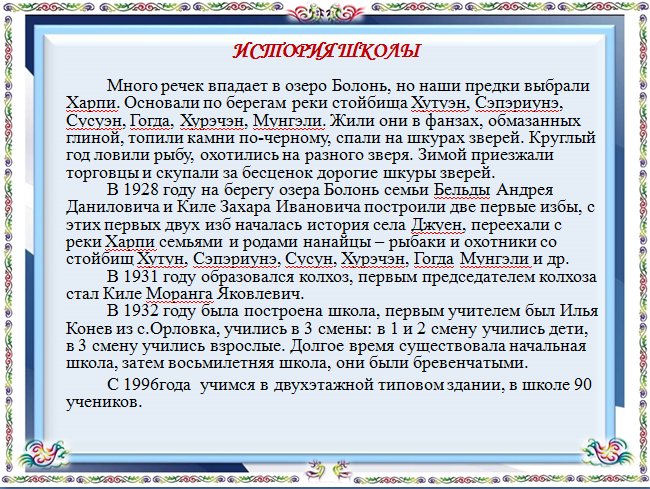 ИСТОРИЯ ШКОЛЫ
Много речек впадает в озеро Болонь, но наши предки выбрали
Харпи. Основали по берегам реки стойбища Хутуэн, Сэпэриунэ,
Сусуэн, Гогда, Хурэчэн, Мунгэли. Жили они в фанзах, обмазанных
глиной, топили камни по-черному, спали на шкурах зверей. Круглый
год ловили рыбу, охотились на разного зверя. Зимой приезжали
торговцы и скупали за бесценок дорогие шкуры зверей.
В 1928 году на берегу озера Болонь семьи Бельды Андрея
Даниловича и Киле Захара Ивановича построили две первые избы, с
этих первых двух изб началась история села Джуен, переехали с
реки Харпи семьями и родами нанайцы – рыбаки и охотники со
стойбищ Хутун, Сэпэриунэ, Сусун, Хурэчэн, Гогда Мунгэли и др.
В 1931 году образовался колхоз, первым председателем колхоза
стал Киле Моранга Яковлевич.
В 1932 году была построена школа, первым учителем был Илья
Конев из с.Орловка, учились в 3 смены: в 1 и 2 смену учились дети,
в 3 смену учились взрослые. Долгое время существовала начальная
школа, затем восьмилетняя школа, они были бревенчатыми.
С 1996года учимся в двухэтажной типовом здании, в школе 90
учеников.